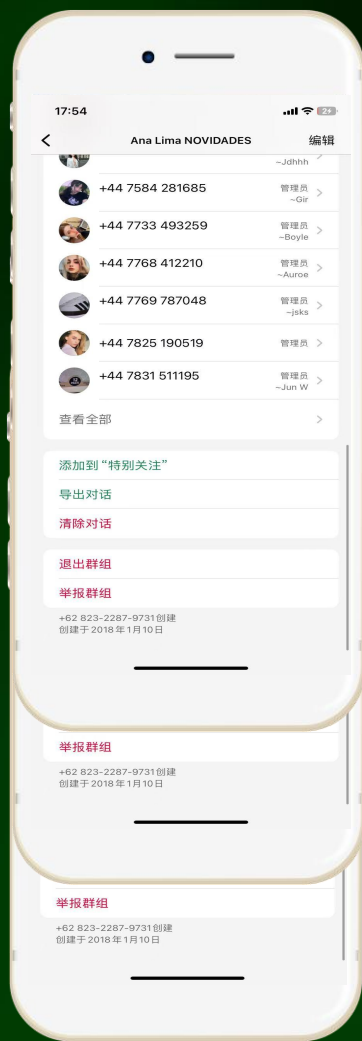 17:54
Ana Lima NOVIDADES
编辑
~Jdhhh
+44 7584 281685
管理员
~Gir
+44 7733 493259
管理员
~Boyle
+44 7768 412210
管理员
~Auroe
+44 7769 787048
管理员
~jsks
+44 7825 190519
管理员
+44 7831 511195
管理员
~Jun W
查看全部
添加到“特别关注”
导出对话
清除对话
退出群组
举报群组
+62 823-2287-9731创建
创建于2018年1月10日
举报群组
+62 823-2287-9731创建
创建于2018年1月10日
举报群组
+62 823-2287-9731创建
创建于2018年1月10日